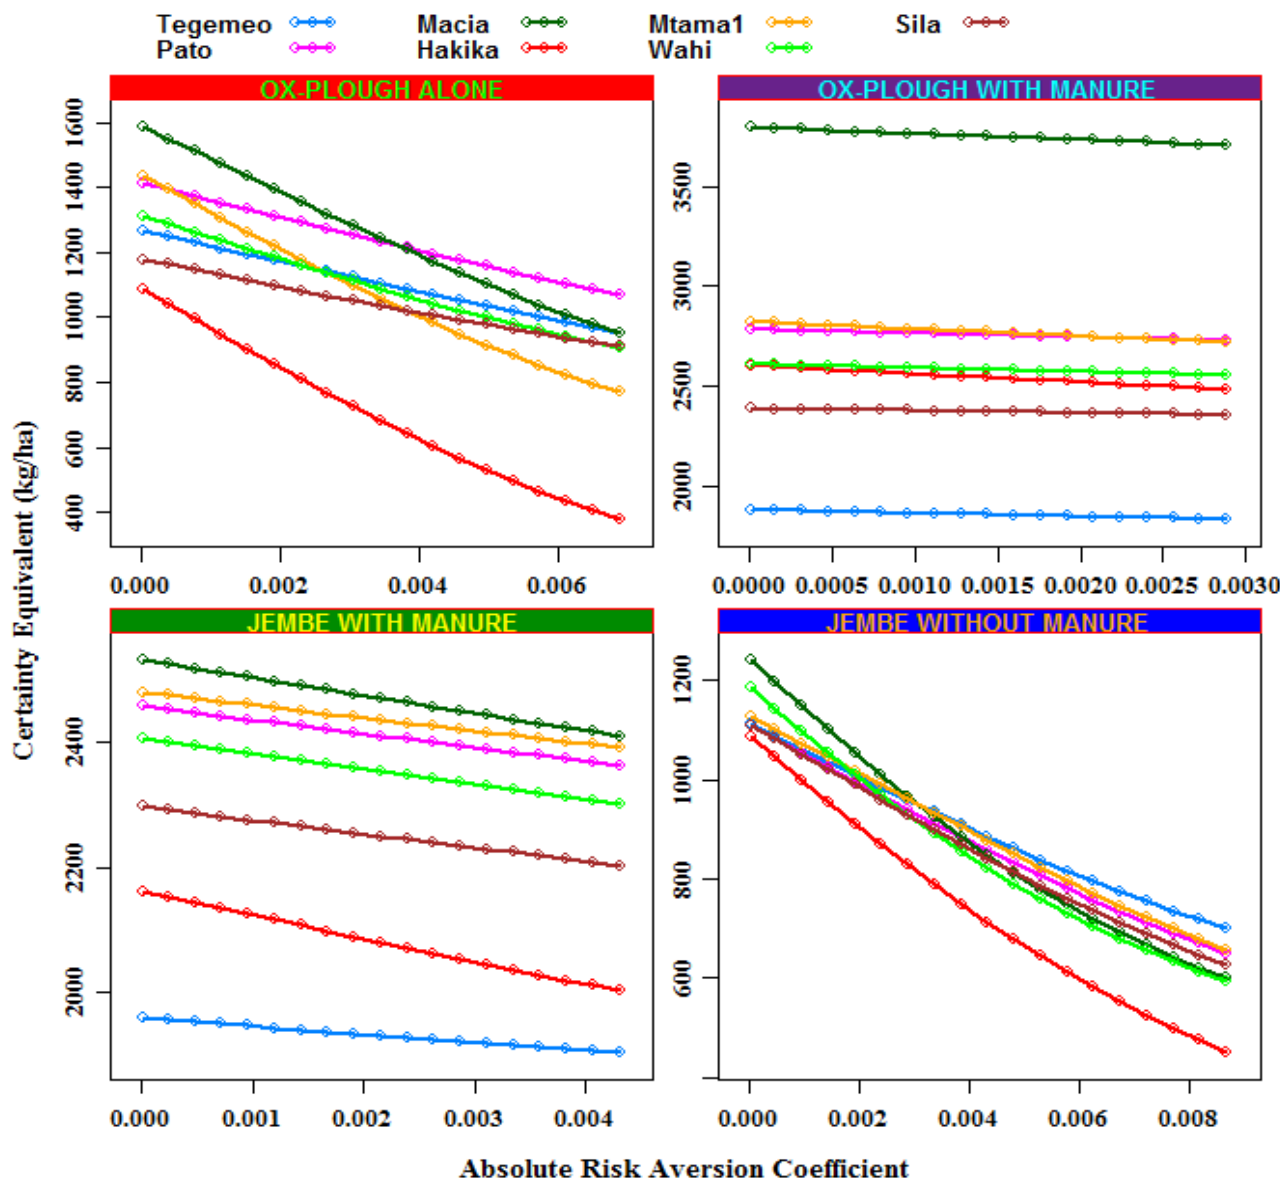 Tegemeo Macia Mtama1 Sila
Pato Hakika Wahi
Certainty Equivalent (kg/ha)
OX-PLOUGH ALONE
1600
1400
1200
1000
800
600
400
0.000 0.002 0.004 0.006
OX-PLOUGH WITH MANURE
3500
3000
2500
2000
0.0000 0.0005 0.0010 0.0015 0.0020 0.0025 0.0030
JEMBE WITH MANURE
2400
2200
2000
0.000 0.001 0.002 0.003 0.004
JEMBE WITHOUT MANURE
1200
1000
800
600
0.000 0.002 0.004 0.006 0.008
Absolute Risk Aversion Coefficient